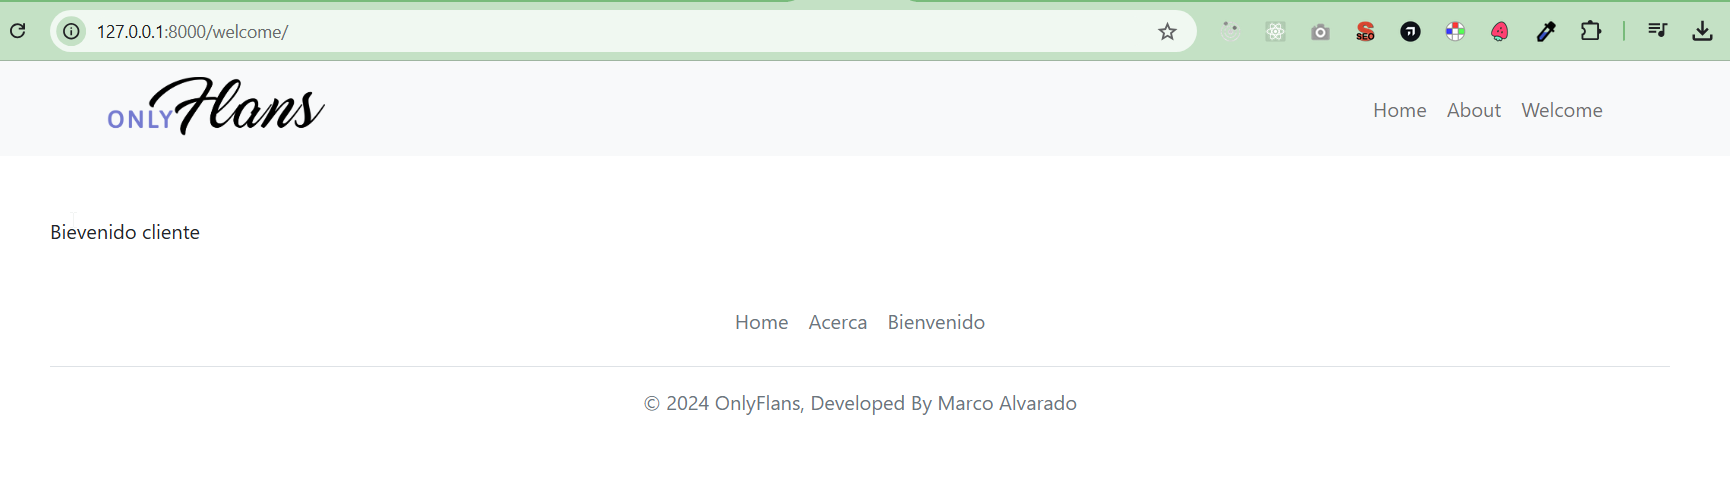 127.0.0.1:8000/welcome/
SEO
ONLY Flans
Home About Welcome
Bievenido cliente
Home Acerca Bienvenido
© 2024 OnlyFlans, Developed By Marco Alvarado